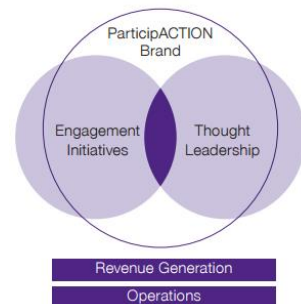 ParticipACTION
Brand
Engagement
Initiatives
Thought
Leadership
Revenue Generation
Operations